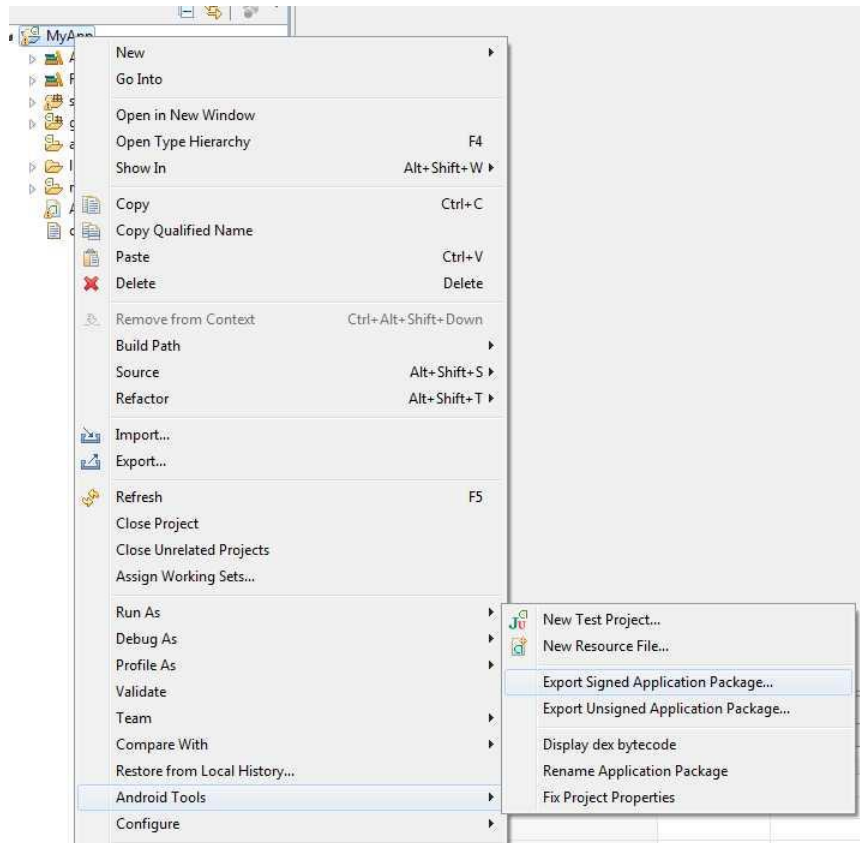 MyApp
New
Go Into
Open in New Window
Open Type Hierarchy F4
Show In Alt+Shift+W
Copy Ctrl+C
Copy Qualified Name
Paste Ctrl+V
Delete Delete
Remove from Context Ctrl+Alt+Shift+Down
Build Path
Source Alt+Shift+S
Refactor Alt+Shift+T
Import...
Export...
Refresh F5
Close Project
Close Unrelated Projects
Assign Working Sets...
Run As
Debug As
Profile As
Validate
Team
Compare With
Restore from Local History...
Android Tools
Configure
New Test Project...
New Resource File...
Export Signed Application Package...
Export Unsigned Application Package...
Display dex bytecode
Rename Application Package
Fix Project Properties